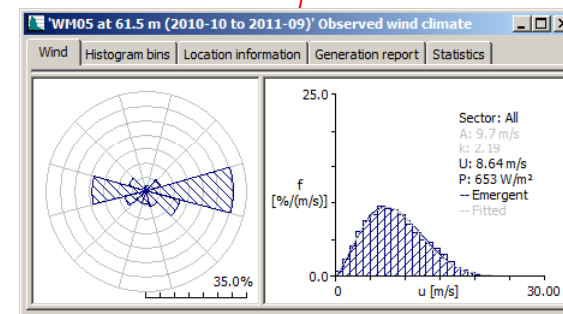 'WM05 at 61.5 m (2010-10 to 2011-09)' Observed wind climate
Wind Histogram bins Location information Generation report Statistics
35.0%
25.0
f
[%/(m/s)]
0.0
0 u [m/s] 30.00
Sector: All
A: 9.7 m/s
k: 2.19
U: 8.64 m/s
P: 653 W/m²
-- Emergent
-- Fitted